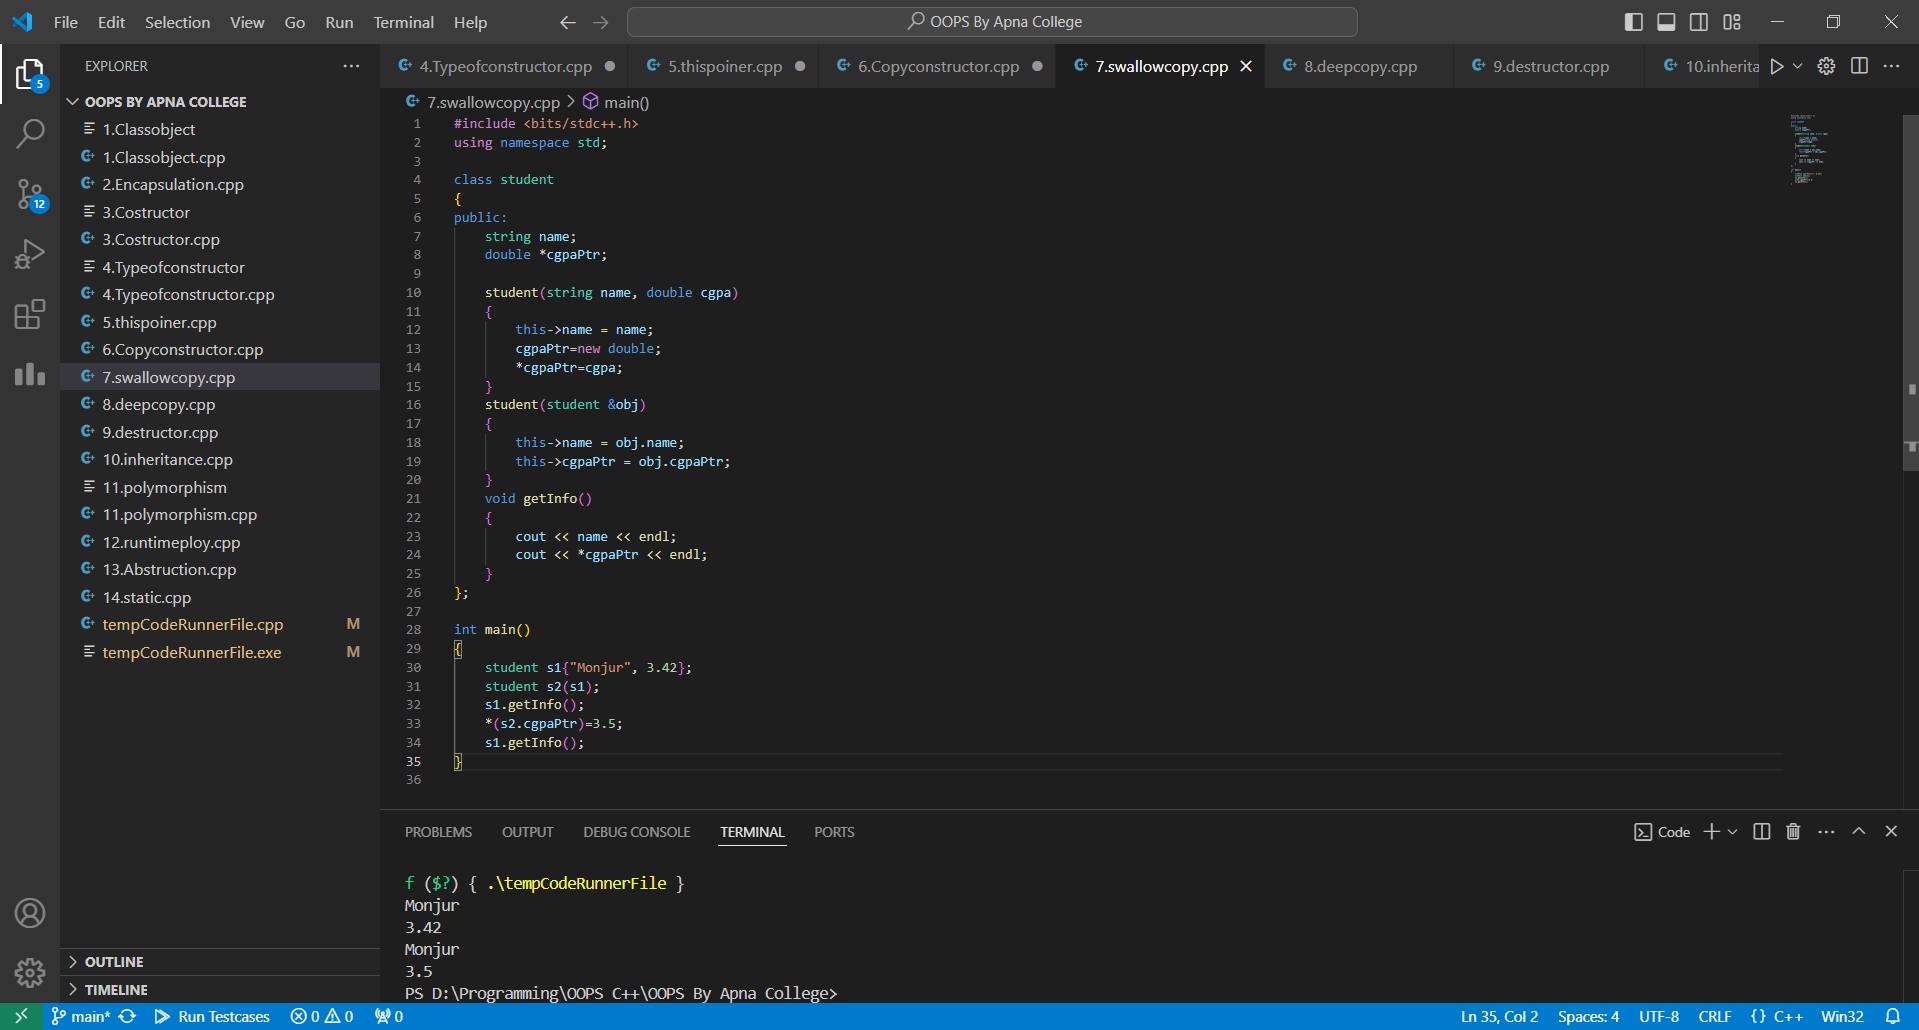 File Edit Selection View Go Run Terminal Help OOPS By Apna College
EXPLORER
OOPS BY APNA COLLEGE
1.Classobject
1.Classobject.cpp
2.Encapsulation.cpp
3.Costructor
3.Costructor.cpp
4.Typeofconstructor
4.Typeofconstructor.cpp
5.thispoiner.cpp
6.Copyconstructor.cpp
7.swallowcopy.cpp
8.deepcopy.cpp
9.destructor.cpp
10.inheritance.cpp
11.polymorphism
11.polymorphism.cpp
12.runtimeploy.cpp
13.Abstruction.cpp
14.static.cpp
tempCodeRunnerFile.cpp M
tempCodeRunnerFile.exe M
OUTLINE
TIMELINE
5
12
4.Typeofconstructor.cpp 5.thispoiner.cpp 6.Copyconstructor.cpp 7.swallowcopy.cpp 8.deepcopy.cpp 9.destructor.cpp 10.inherita
7.swallowcopy.cpp > main()
1 #include <bits/stdc++.h>
2 using namespace std;
3
4 class student
5 {
6 public:
7 string name;
8 double *cgpaPtr;
9
10 student(string name, double cgpa)
11 {
12 this->name = name;
13 cgpaPtr=new double;
14 *cgpaPtr=cgpa;
15 }
16 student(student &obj)
17 {
18 this->name = obj.name;
19 this->cgpaPtr = obj.cgpaPtr;
20 }
21 void getInfo()
22 {
23 cout << name << endl;
24 cout << *cgpaPtr << endl;
25 }
26 };
27
28 int main()
29 {
30 student s1{"Monjur", 3.42};
31 student s2(s1);
32 s1.getInfo();
33 *(s2.cgpaPtr)=3.5;
34 s1.getInfo();
35 }
36
PROBLEMS OUTPUT DEBUG CONSOLE TERMINAL PORTS Code
f ($?) { .\tempCodeRunnerFile }
Monjur
3.42
Monjur
3.5
PS D:\Programming\OOPS C++\OOPS By Apna College>
main* Run Testcases 0 0 0 Ln 35, Col 2 Spaces: 4 UTF-8 CRLF {} C++ Win32